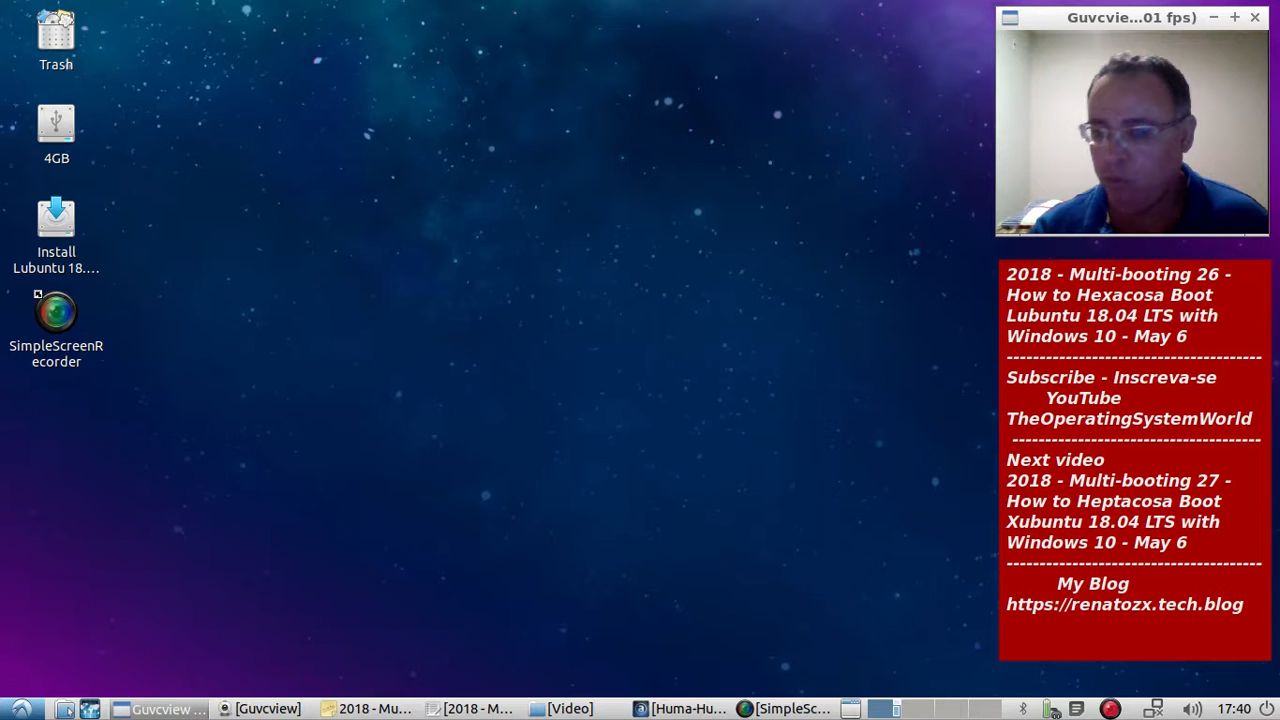 Trash
4GB
Install
Lubuntu 18....
SimpleScreenR
ecorder
Guvcvie...01 fps)
2018 - Multi-booting 26 -
How to Hexacosa Boot
Lubuntu 18.04 LTS with
Windows 10 - May 6
---------------------------------------
Subscribe - Inscreva-se
YouTube
TheOperatingSystemWorld
--------------------------------------
Next video
2018 - Multi-booting 27 -
How to Heptacosa Boot
Xubuntu 18.04 LTS with
Windows 10 - May 6
---------------------------------------
My Blog
https://renatozx.tech.blog
Guvcview ... [Guvcview] 2018 - Mu... [2018 - M... [Video] [Huma-Hu... [SimpleSc... 17:40